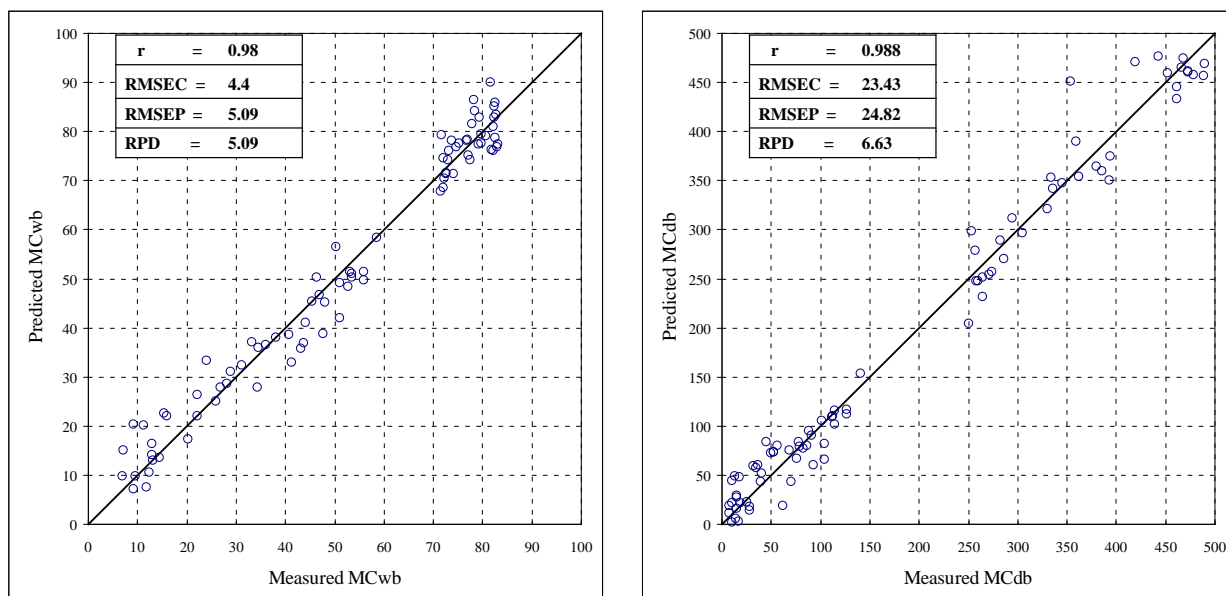 r = 0.98
RMSEC = 4.4
RMSEP = 5.09
RPD = 5.09
100
90
80
70
60
50
40
30
20
10
0
Predicted MCwb
0 10 20 30 40 50 60 70 80 90 100
Measured MCwb
r = 0.988
RMSEC = 23.43
RMSEP = 24.82
RPD = 6.63
500
450
400
350
300
250
200
150
100
50
0
Predicted MCdb
0 50 100 150 200 250 300 350 400 450 500
Measured MCdb